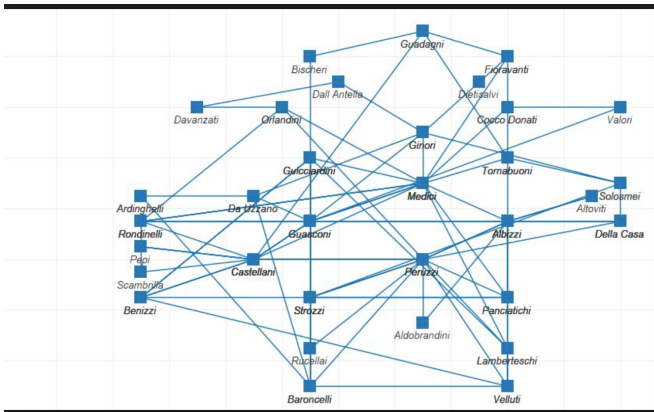 Guadagni
Bischeri
Fioravanti
Dall Antella
Dietisalvi
Davanzati
Orlandini
Cocco Donati
Valori
Ginori
Guicciardini
Tornabuoni
Medici
Solosmei
Ardinghelli
Da Uzzano
Altoviti
Rondinelli
Guasconi
Albizzi
Della Casa
Pepi
Castellani
Peruzzi
Scambrilla
Benizzi
Strozzi
Panciatichi
Aldobrandini
Rucellai
Lamberteschi
Baroncelli
Velluti